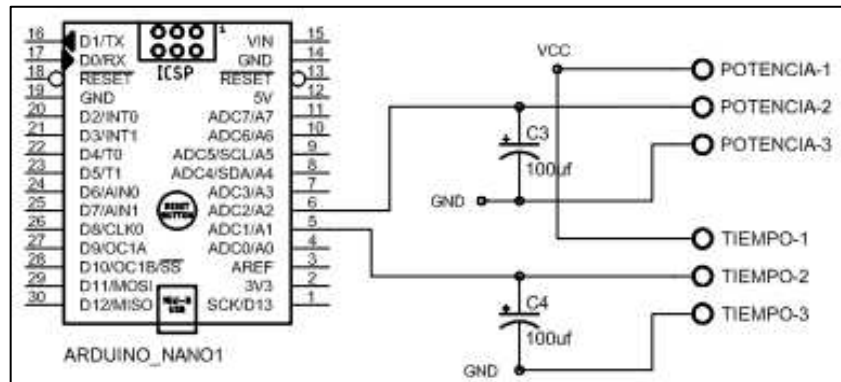 16 D1/TX VIN 15
17 D0/RX GND 14
18 RESET ICSP RESET 13
19 GND 5V 12
20 D2/INT0 ADC7/A7 11
21 D3/INT1 ADC6/A6 10
22 D4/T0 ADC5/SCL/A5 9
23 D5/T1 ADC4/SDA/A4 8
24 D6/AIN0 ADC3/A3 7
25 D7/AIN1 RESET BUTTON ADC2/A2 6
26 D8/CLK0 ADC1/A1 5
27 D9/OC1A ADC0/A0 4
28 D10/OC1B/SS AREF 3
29 D11/MOSI 3V3 2
30 D12/MISO SCK/D13 1
1
ARDUINO_NANO1
VCC
POTENCIA-1
POTENCIA-2
+ C3
100uf
POTENCIA-3
GND
TIEMPO-1
TIEMPO-2
+ C4
100uf
TIEMPO-3
GND